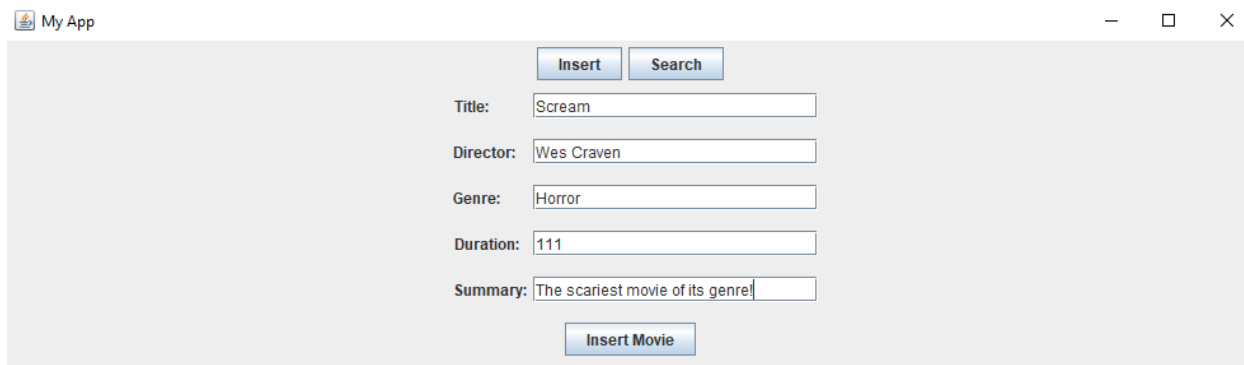 My App
Insert Search
Title: Scream
Director: Wes Craven
Genre: Horror
Duration: 111
Summary: The scariest movie of its genre!
Insert Movie